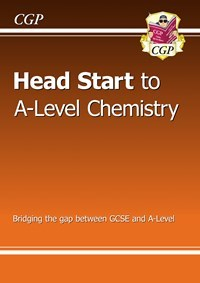 CGP
CGP
Head Start to
A-Level Chemistry
Bridging the gap between GCSE and A-Level